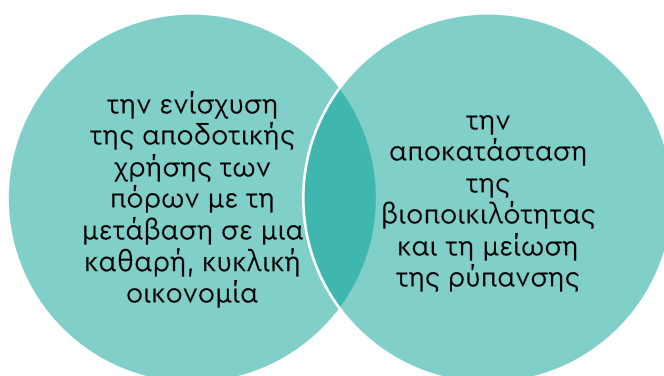 την ενίσχυση
της αποδοτικής
χρήσης των
πόρων με τη
μετάβαση σε μια
καθαρή, κυκλική
οικονομία
την
αποκατάσταση
της
βιοποικιλότητας
και τη μείωση
της ρύπανσης